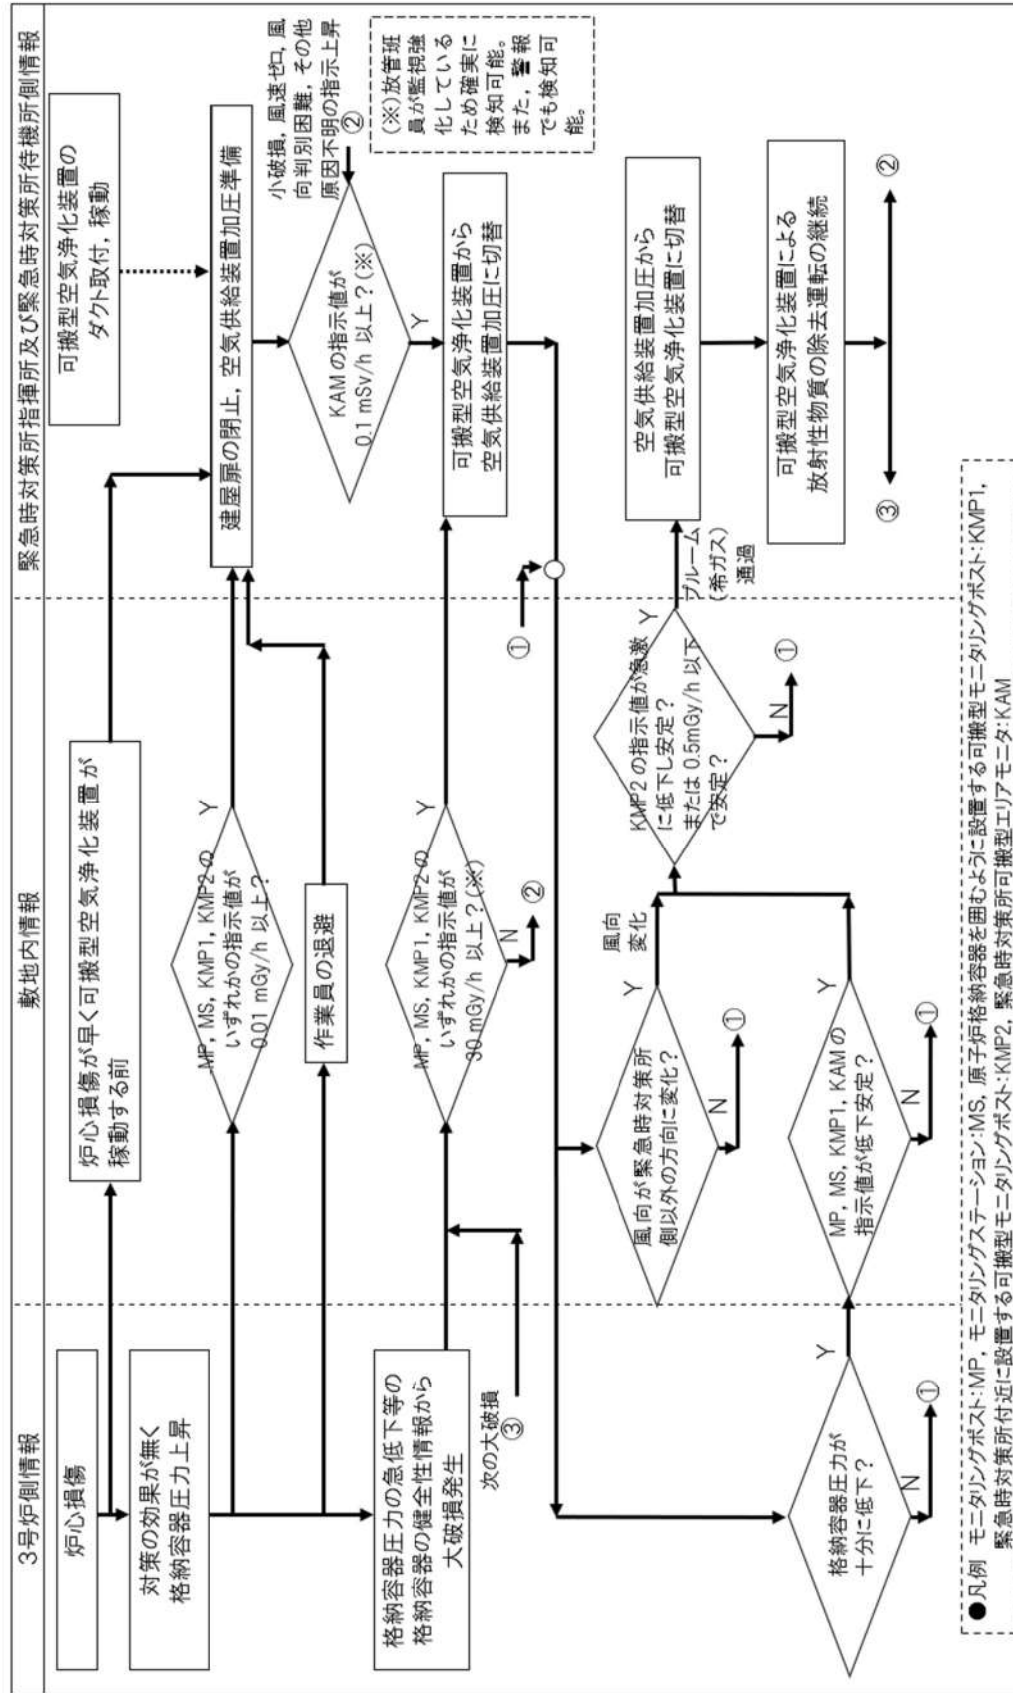 3号炉側情報
敷地内情報
緊急時対策所指揮所及び緊急時対策所待機所側情報
炉心損傷
炉心損傷が早く可搬型空気浄化装置が
稼動する前
可搬型空気浄化装置の
ダクト取付，稼動
対策の効果が無く
格納容器圧力上昇
MP, MS, KMP1, KMP2の
いずれかの指示値が
0.01 mGy/h 以上？
Y
建屋扉の閉止，空気供給装置加圧準備
作業員の退避
小破損，風速ゼロ，風
向判別困難，その他
原因不明の指示上昇
②
KAMの指示値が
0.1 mSv/h 以上？(※)
Y
(※)放管班
員が監視強
化している
ため確実に
検知可能。
また，警報
でも検知可
能。
格納容器圧力の急低下等の
格納容器の健全性情報から
大破損発生
MP, MS, KMP1, KMP2の
いずれかの指示値が
30 mGy/h 以上？(※)
Y
N
②
可搬型空気浄化装置から
空気供給装置加圧に切替
次の大破損
③
①
風向が緊急時対策所
側以外の方向に変化？
Y
N
①
風向
変化
KMP2 の指示値が急激
に低下し安定？
または 0.5mGy/h 以下
で安定？
Y
N
①
プルーム
(希ガス)
通過
空気供給装置加圧から
可搬型空気浄化装置に切替
可搬型空気浄化装置による
放射性物質の除去運転の継続
③
②
格納容器圧力が
十分に低下？
Y
N
①
MP, MS, KMP1, KAMの
指示値が低下安定？
Y
N
①
●凡例 モニタリングポスト:MP，モニタリングステーション:MS，原子炉格納容器を囲むように設置する可搬型モニタリングポスト:KMP1，
緊急時対策所付近に設置する可搬型モニタリングポスト:KMP2，緊急時対策所可搬型エリアモニタ:KAM